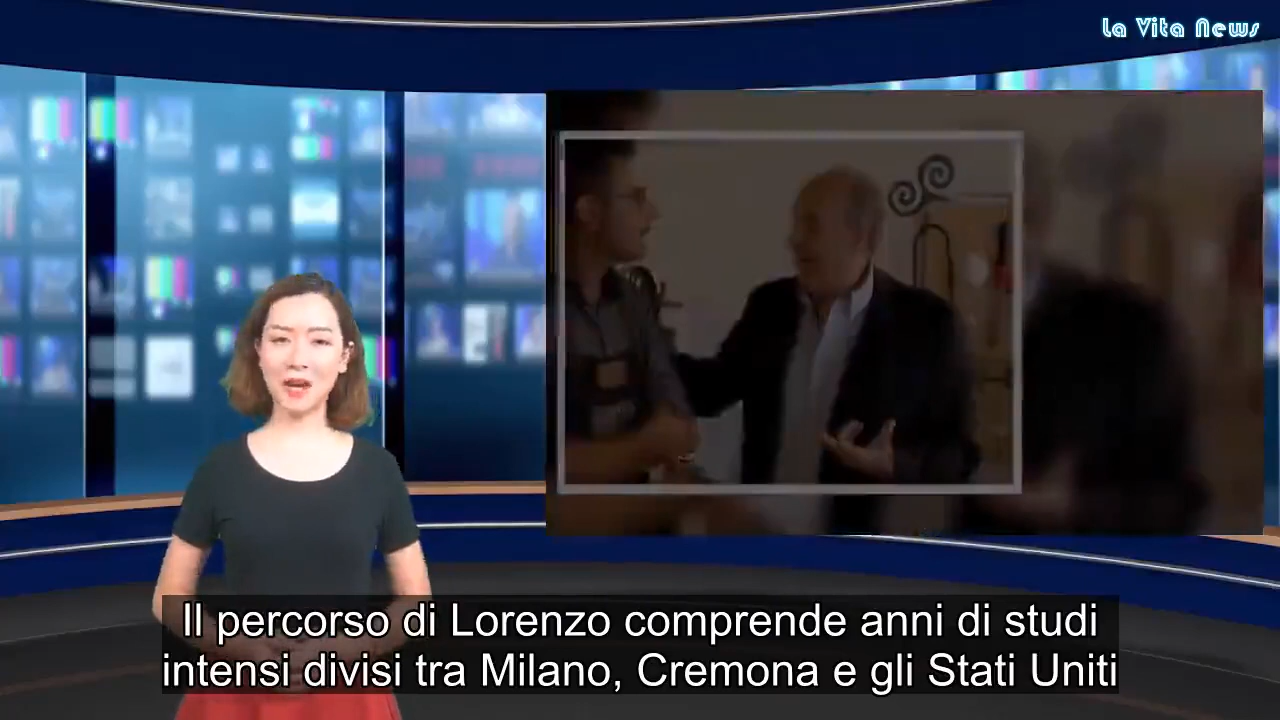 La Vita News
Il percorso di Lorenzo comprende anni di studi
intensi divisi tra Milano, Cremona e gli Stati Uniti